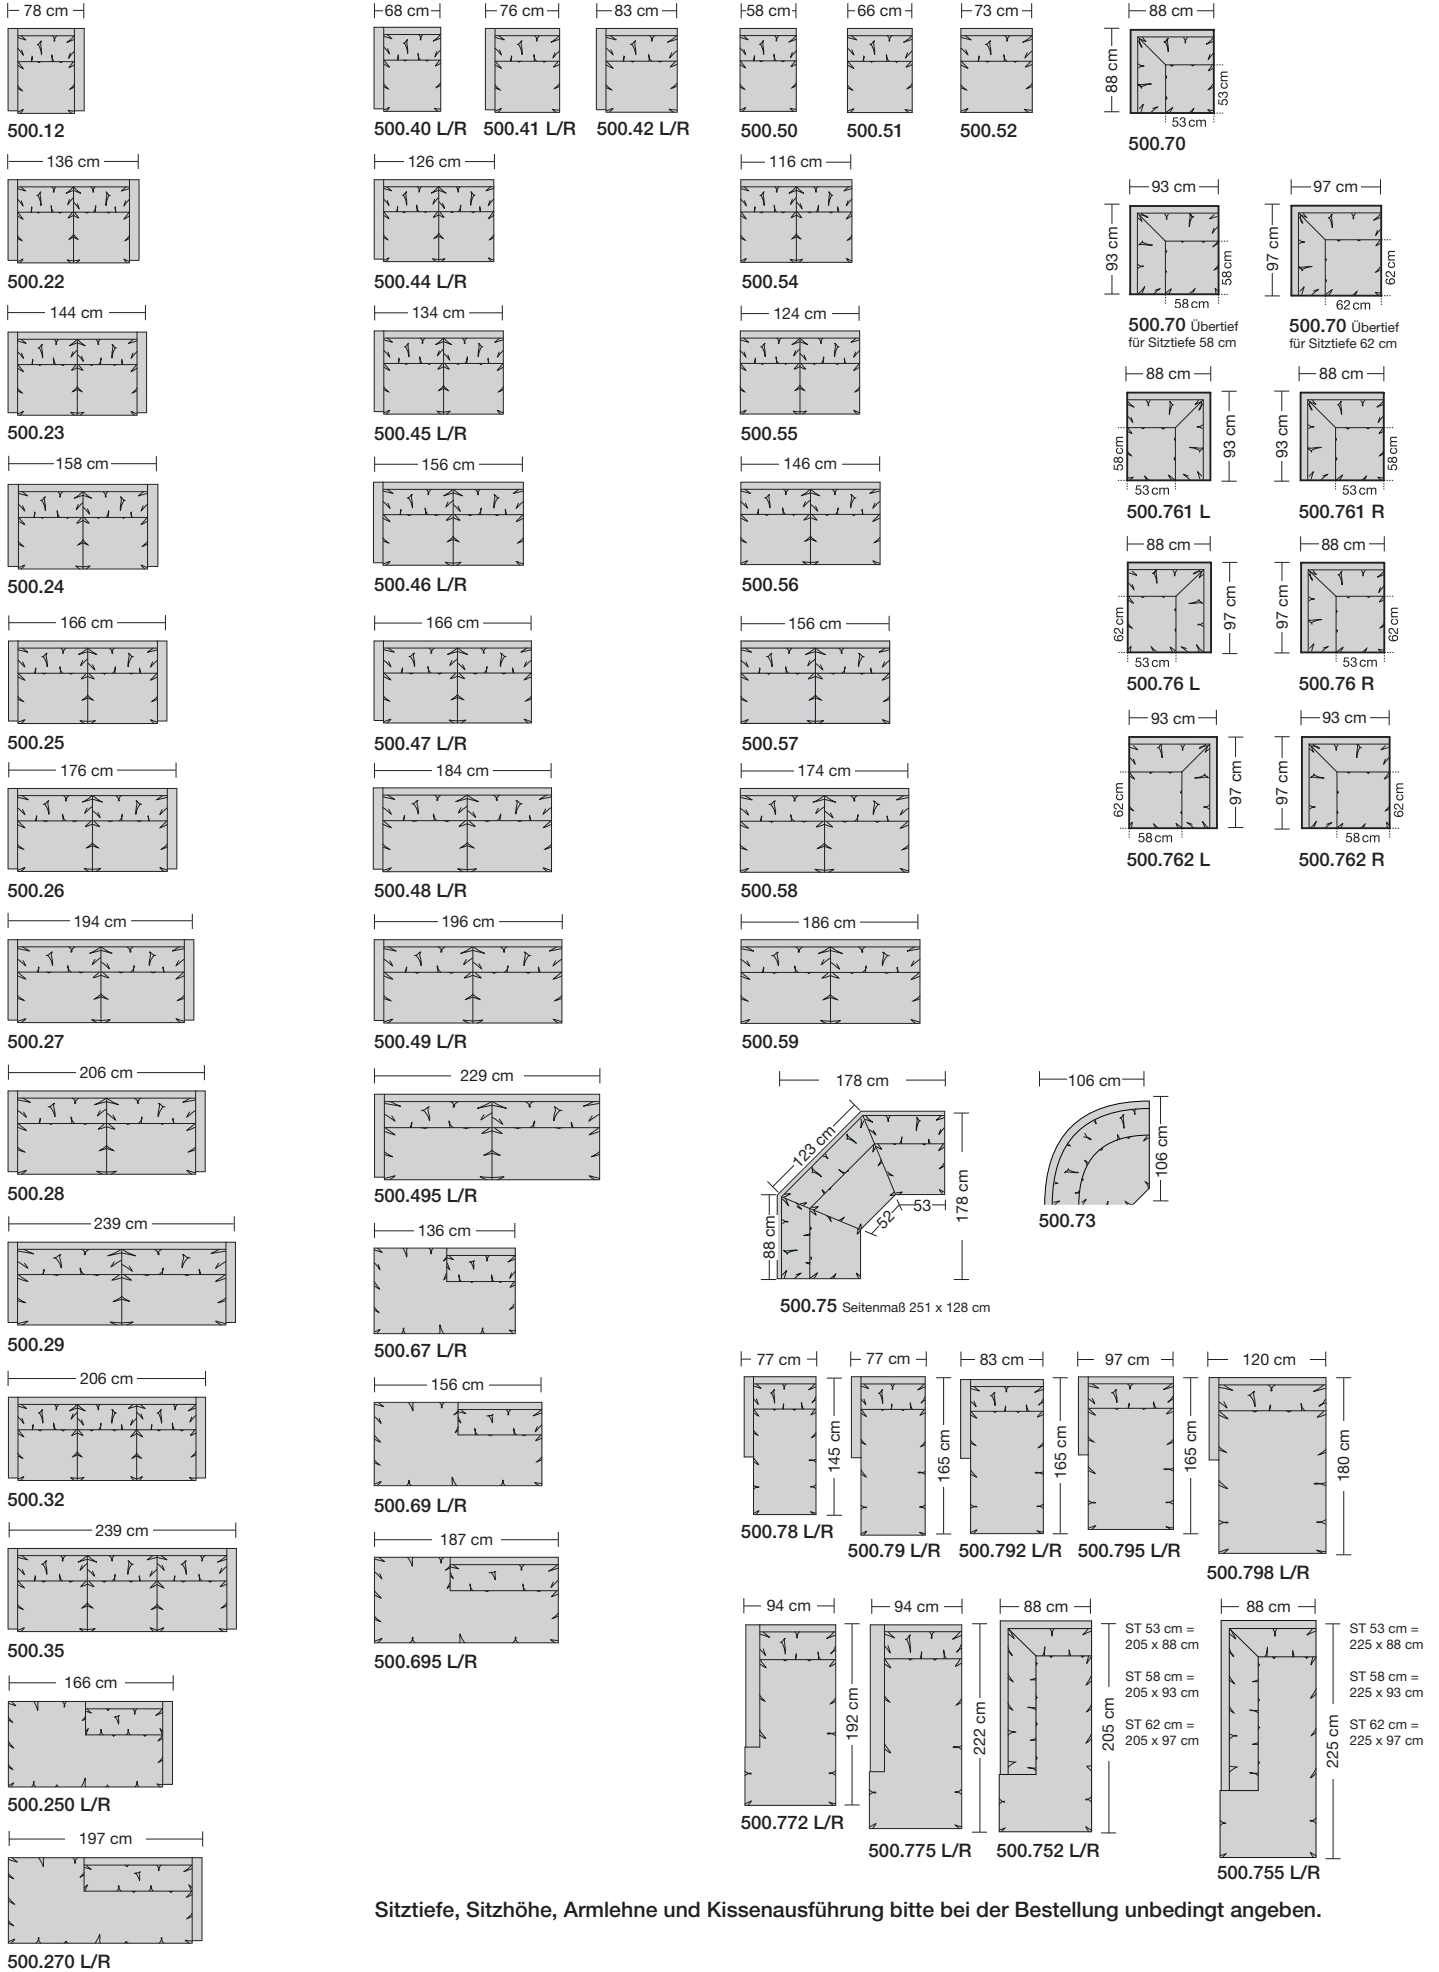 78 cm
500.12
136 cm
500.22
144 cm
500.23
158 cm
500.24
166 cm
500.25
176 cm
500.26
194 cm
500.27
206 cm
500.28
239 cm
500.29
206 cm
500.32
239 cm
500.35
166 cm
500.250 L/R
197 cm
500.270 L/R
68 cm
500.40 L/R
76 cm
500.41 L/R
83 cm
500.42 L/R
126 cm
500.44 L/R
134 cm
500.45 L/R
156 cm
500.46 L/R
166 cm
500.47 L/R
184 cm
500.48 L/R
196 cm
500.49 L/R
229 cm
500.495 L/R
136 cm
500.67 L/R
156 cm
500.69 L/R
187 cm
500.695 L/R
58 cm
500.50
66 cm
500.51
73 cm
500.52
116 cm
500.54
124 cm
500.55
146 cm
500.56
156 cm
500.57
174 cm
500.58
186 cm
500.59
88 cm
88 cm
53 cm
53 cm
500.70
93 cm
93 cm
58 cm
58 cm
500.70 Übertief
für Sitztiefe 58 cm
97 cm
97 cm
62 cm
62 cm
500.70 Übertief
für Sitztiefe 62 cm
88 cm
58 cm
93 cm
53 cm
500.761 L
88 cm
93 cm
58 cm
53 cm
500.761 R
88 cm
62 cm
97 cm
53 cm
500.76 L
88 cm
97 cm
62 cm
53 cm
500.76 R
93 cm
62 cm
97 cm
58 cm
500.762 L
93 cm
97 cm
62 cm
58 cm
500.762 R
178 cm
123 cm
88 cm
52
53
178 cm
500.75 Seitenmaß 251 x 128 cm
106 cm
106 cm
500.73
77 cm
145 cm
500.78 L/R
77 cm
165 cm
500.79 L/R
83 cm
165 cm
500.792 L/R
97 cm
165 cm
500.795 L/R
120 cm
180 cm
500.798 L/R
94 cm
192 cm
500.772 L/R
94 cm
222 cm
500.775 L/R
88 cm
205 cm
500.752 L/R
ST 53 cm =
205 x 88 cm
ST 58 cm =
205 x 93 cm
ST 62 cm =
205 x 97 cm
88 cm
225 cm
500.755 L/R
ST 53 cm =
225 x 88 cm
ST 58 cm =
225 x 93 cm
ST 62 cm =
225 x 97 cm
Sitztiefe, Sitzhöhe, Armlehne und Kissenausführung bitte bei der Bestellung unbedingt angeben.